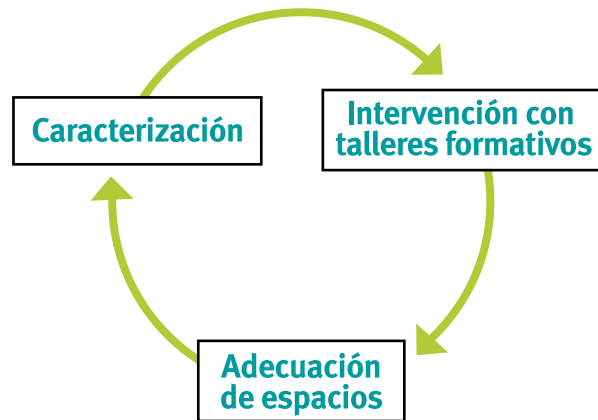 Caracterización
Intervención con
talleres formativos
Adecuación
de espacios